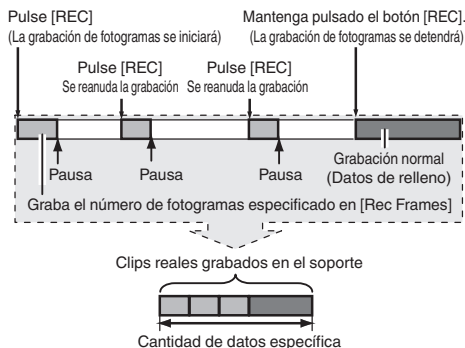 Pulse [REC]
(La grabación de fotogramas se iniciará)
Mantenga pulsado el botón [REC].
(La grabación de fotogramas se detendrá)
Pulse [REC]
Se reanuda la grabación
Pulse [REC]
Se reanuda la grabación
Pausa
Pausa
Pausa
Grabación normal
(Datos de relleno)
Graba el número de fotogramas especificado en [Rec Frames]
Clips reales grabados en el soporte
Cantidad de datos específica